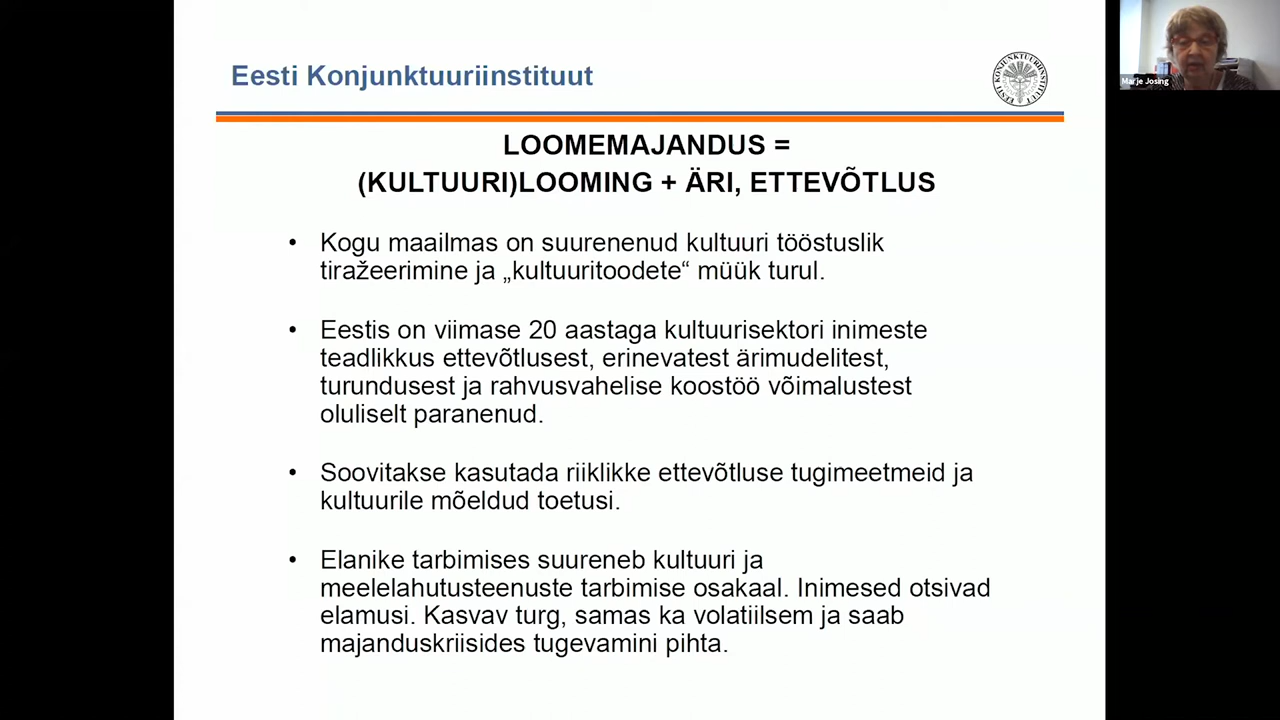 Eesti Konjunktuuriinstituut
EESTI KONJUNKTUURIINSTITUUT
Marje Josing
LOOMEMAJANDUS =
(KULTUURI)LOOMING + ÄRI, ETTEVÕTLUS
• Kogu maailmas on suurenenud kultuuri tööstuslik
tiražeerimine ja „kultuuritoodete“ müük turul.
• Eestis on viimase 20 aastaga kultuurisektori inimeste
teadlikkus ettevõtlusest, erinevatest ärimudelitest,
turundusest ja rahvusvahelise koostöö võimalustest
oluliselt paranenud.
• Soovitakse kasutada riiklikke ettevõtluse tugimeetmeid ja
kultuurile mõeldud toetusi.
• Elanike tarbimises suureneb kultuuri ja
meelelahutusteenuste tarbimise osakaal. Inimesed otsivad
elamusi. Kasvav turg, samas ka volatiilsem ja saab
majanduskriisides tugevamini pihta.